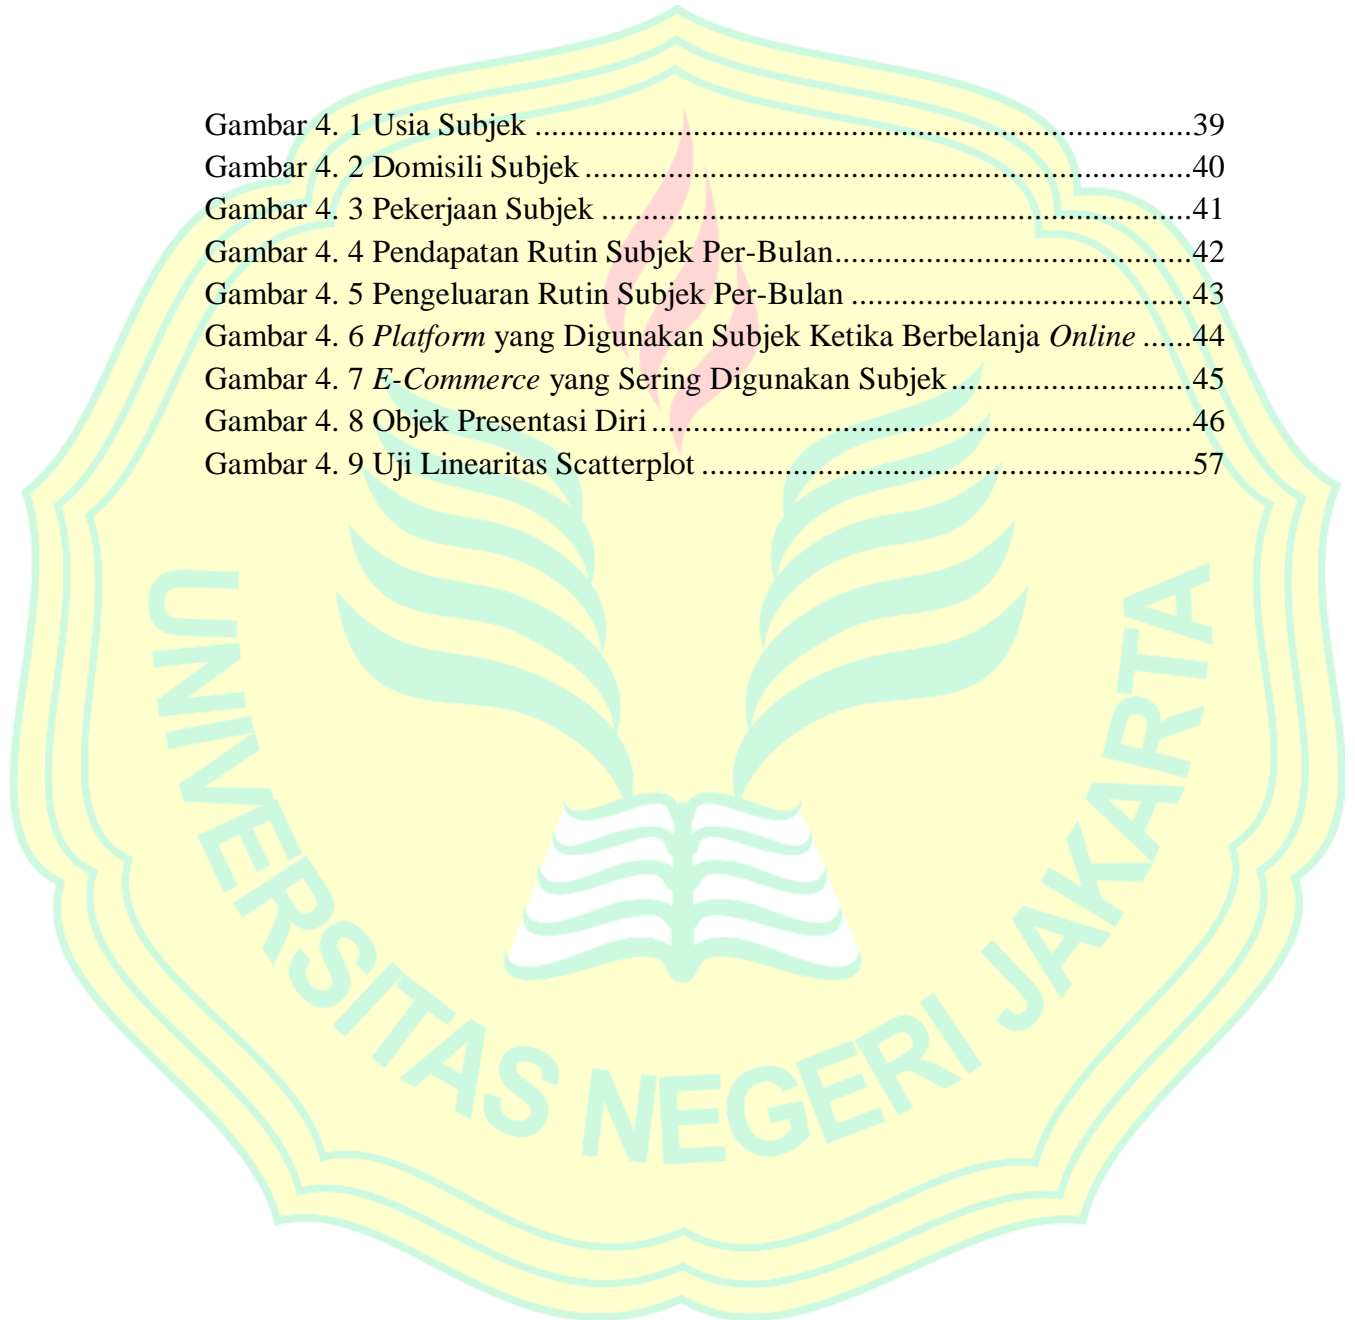 Gambar 4. 1 Usia Subjek ...............................................................................39
Gambar 4. 2 Domisili Subjek .........................................................................40
Gambar 4. 3 Pekerjaan Subjek .......................................................................41
Gambar 4. 4 Pendapatan Rutin Subjek Per-Bulan...........................................42
Gambar 4. 5 Pengeluaran Rutin Subjek Per-Bulan .........................................43
Gambar 4. 6 Platform yang Digunakan Subjek Ketika Berbelanja Online ......44
Gambar 4. 7 E-Commerce yang Sering Digunakan Subjek.............................45
Gambar 4. 8 Objek Presentasi Diri .................................................................46
Gambar 4. 9 Uji Linearitas Scatterplot ...........................................................57
UNIVERSITAS NEGERI JAKARTA